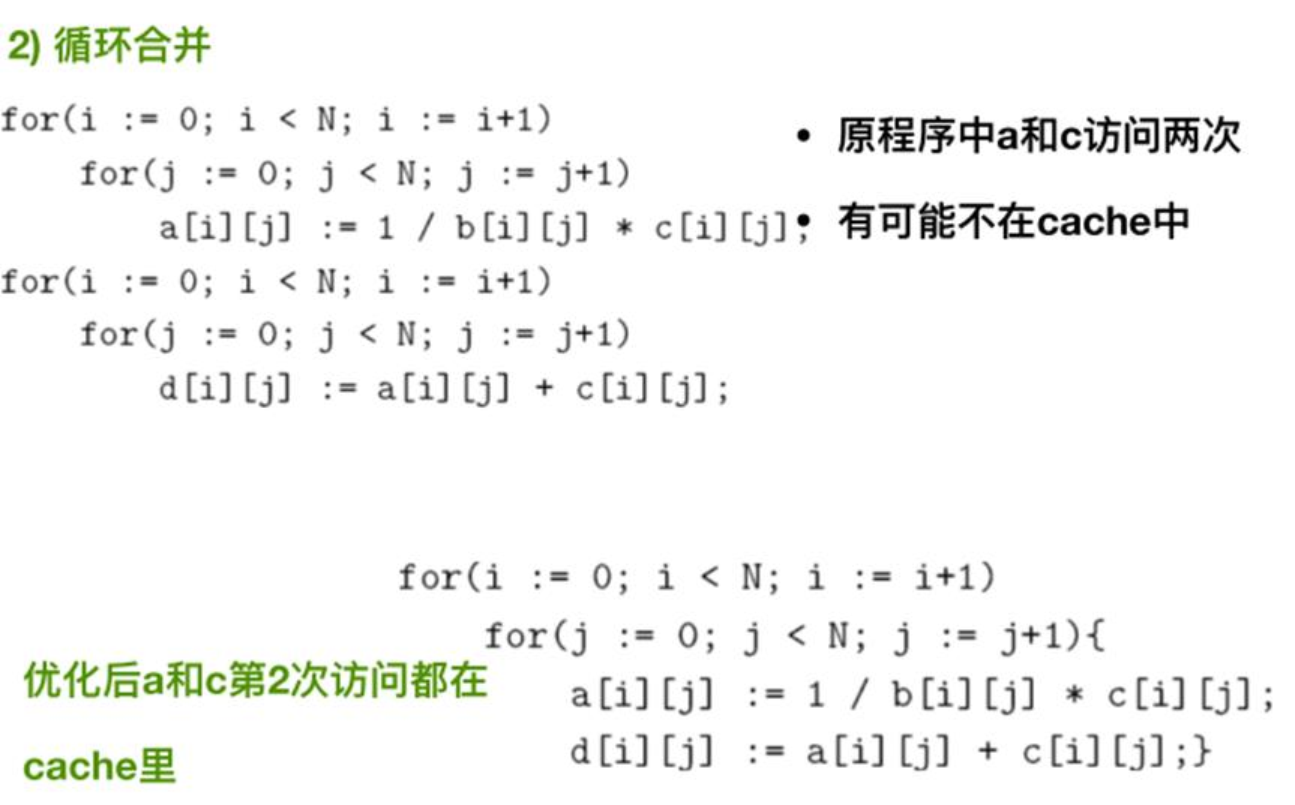 2) 循环合并
for(i := 0; i < N; i := i+1)
for(j := 0; j < N; j := j+1)
a[i][j] := 1 / b[i][j] * c[i][j];
for(i := 0; i < N; i := i+1)
for(j := 0; j < N; j := j+1)
d[i][j] := a[i][j] + c[i][j];
• 原程序中a和c访问两次
• 有可能不在cache中
优化后a和c第2次访问都在
cache里
for(i := 0; i < N; i := i+1)
for(j := 0; j < N; j := j+1){
a[i][j] := 1 / b[i][j] * c[i][j];
d[i][j] := a[i][j] + c[i][j];}